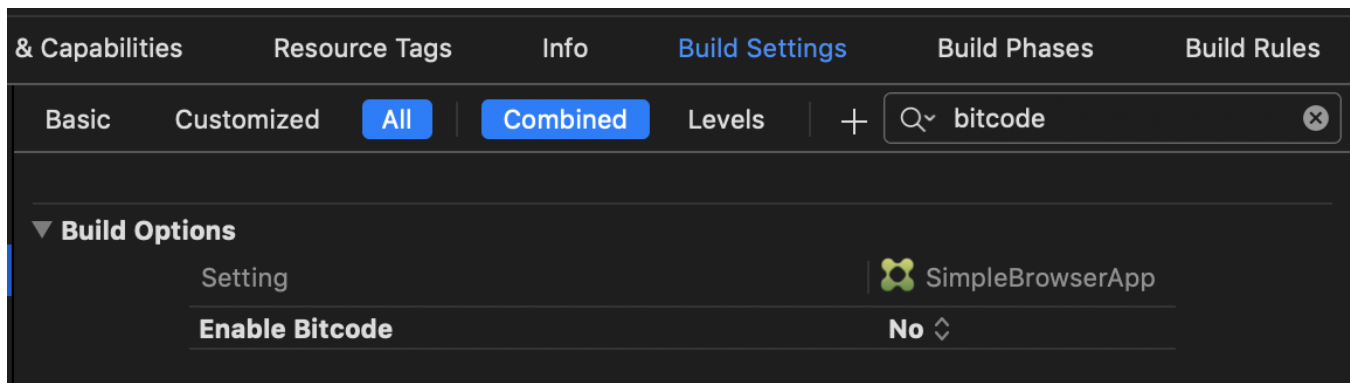 & Capabilities Resource Tags Info Build Settings Build Phases Build Rules
Basic Customized All Combined Levels bitcode
Build Options
Setting SimpleBrowserApp
Enable Bitcode No